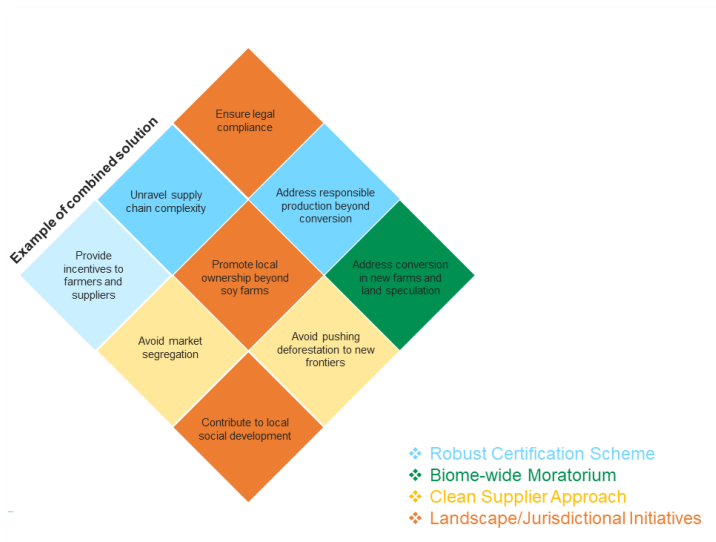 Example of combined solution
Ensure legal
compliance
Unravel supply
chain complexity
Address responsible
production beyond
conversion
Provide
incentives to
farmers and
suppliers
Promote local
ownership beyond
soy farms
Address conversion
in new farms and
land speculation
Avoid market
segregation
Avoid pushing
deforestation to new
frontiers
Contribute to local
social development
❖ Robust Certification Scheme
❖ Biome-wide Moratorium
❖ Clean Supplier Approach
❖ Landscape/Jurisdictional Initiatives